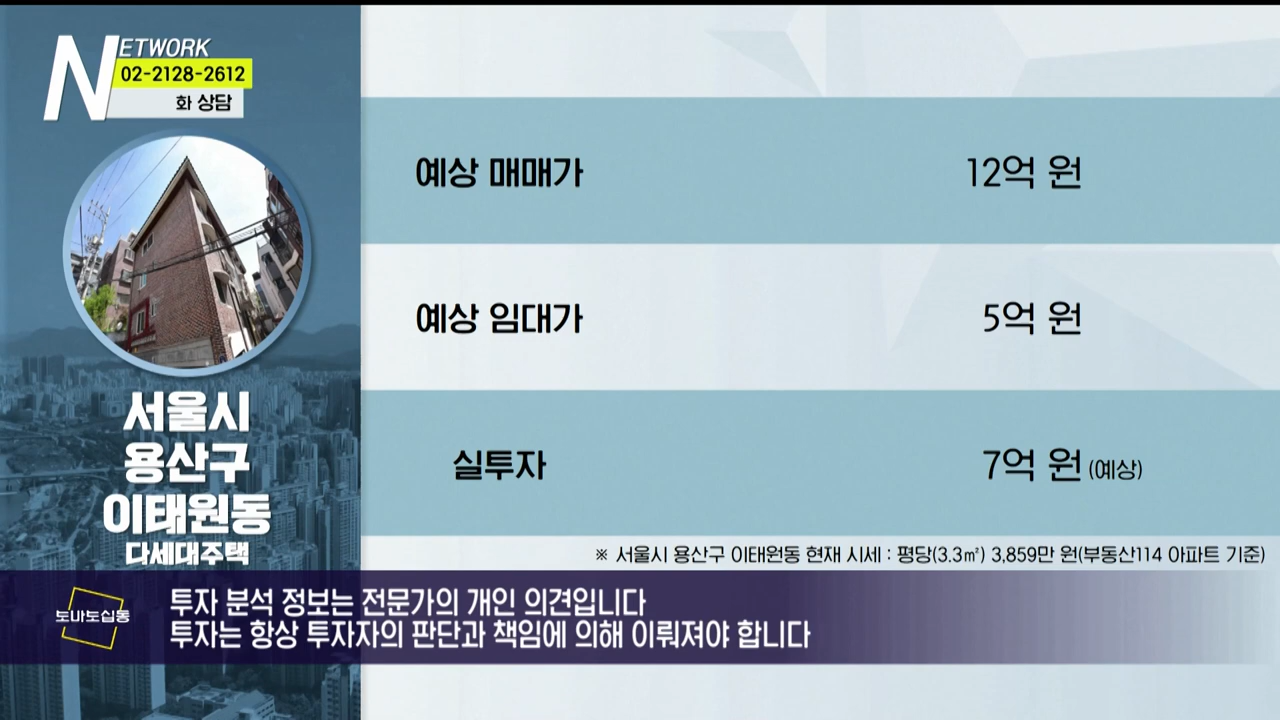 NETWORK
02-2128-2612
화 상담
서울시
용산구
이태원동
다세대주택
예상 매매가 12억 원
예상 임대가 5억 원
실투자 7억 원 (예상)
※ 서울시 용산구 이태원동 현재 시세 : 평당(3.3㎡) 3,859만 원(부동산114 아파트 기준)
토마토집통
투자 분석 정보는 전문가의 개인 의견입니다
투자는 항상 투자자의 판단과 책임에 의해 이뤄져야 합니다